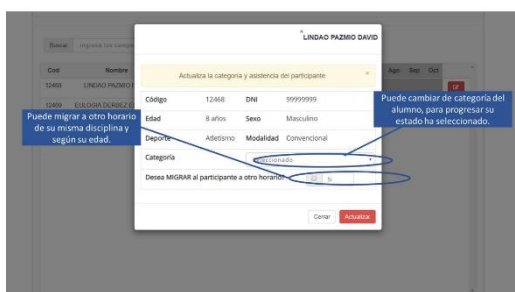 LINDAO PAZMIO DAVID
Buscar
Cod Nombre Ago Sep Oct
Actualiza la categoría y asistencia del participante
12468 LINDAO PAZMIO
12469 EULOGIA DERBEZ
Código 12468 DNI 99999999
Edad 8 años Sexo Masculino
Deporte Atletismo Modalidad Convencional
Categoría Seleccionado
Desea MIGRAR al participante a otro horario? Si
Cerrar Actualizar
Puede migrar a otro horario
de su misma disciplina y
según su edad.
Puede cambiar de categoría del
alumno, para progresar su
estado ha seleccionado.